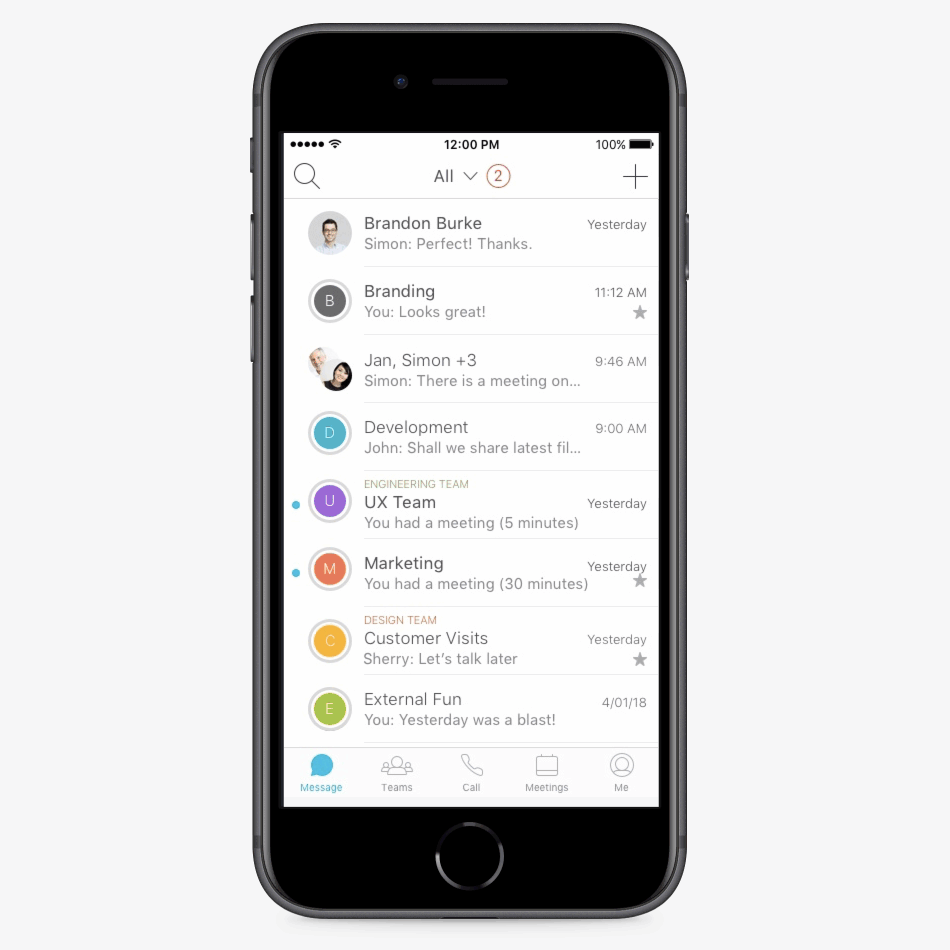 12:00 PM
100%
All 2
Brandon Burke
Yesterday
Simon: Perfect! Thanks.
B
Branding
11:12 AM
You: Looks great!
Jan, Simon +3
9:46 AM
Simon: There is a meeting on...
D
Development
9:00 AM
John: Shall we share latest fil...
ENGINEERING TEAM
U
UX Team
Yesterday
You had a meeting (5 minutes)
M
Marketing
Yesterday
You had a meeting (30 minutes)
DESIGN TEAM
C
Customer Visits
Yesterday
Sherry: Let's talk later
E
External Fun
4/01/18
You: Yesterday was a blast!
Message
Teams
Call
Meetings
Me